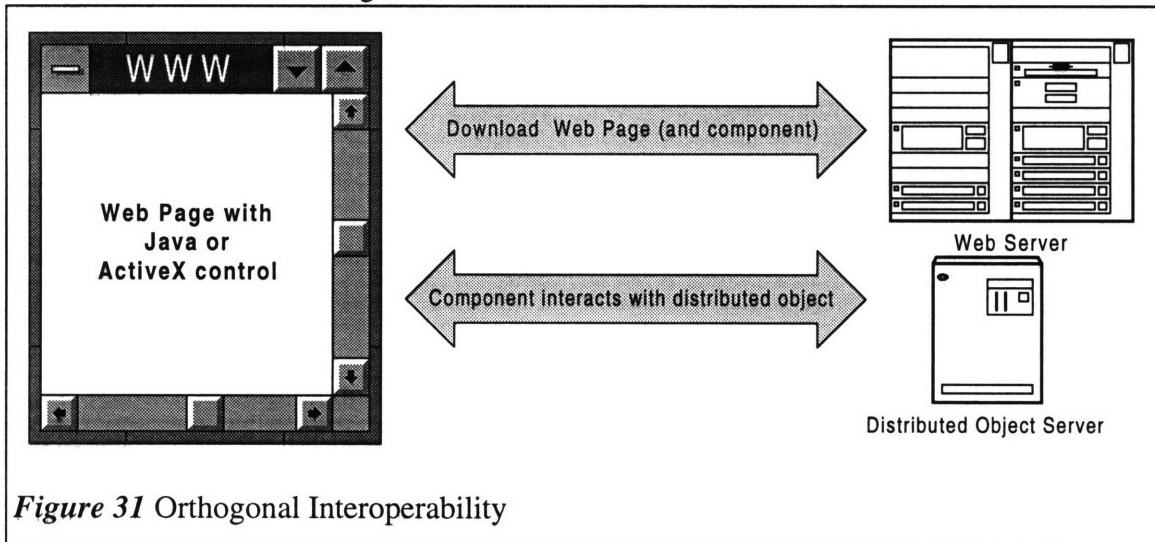 WWW
Web Page with
Java or
ActiveX control
Download Web Page (and component)
Component interacts with distributed object
Web Server
Distributed Object Server
Figure 31 Orthogonal Interoperability